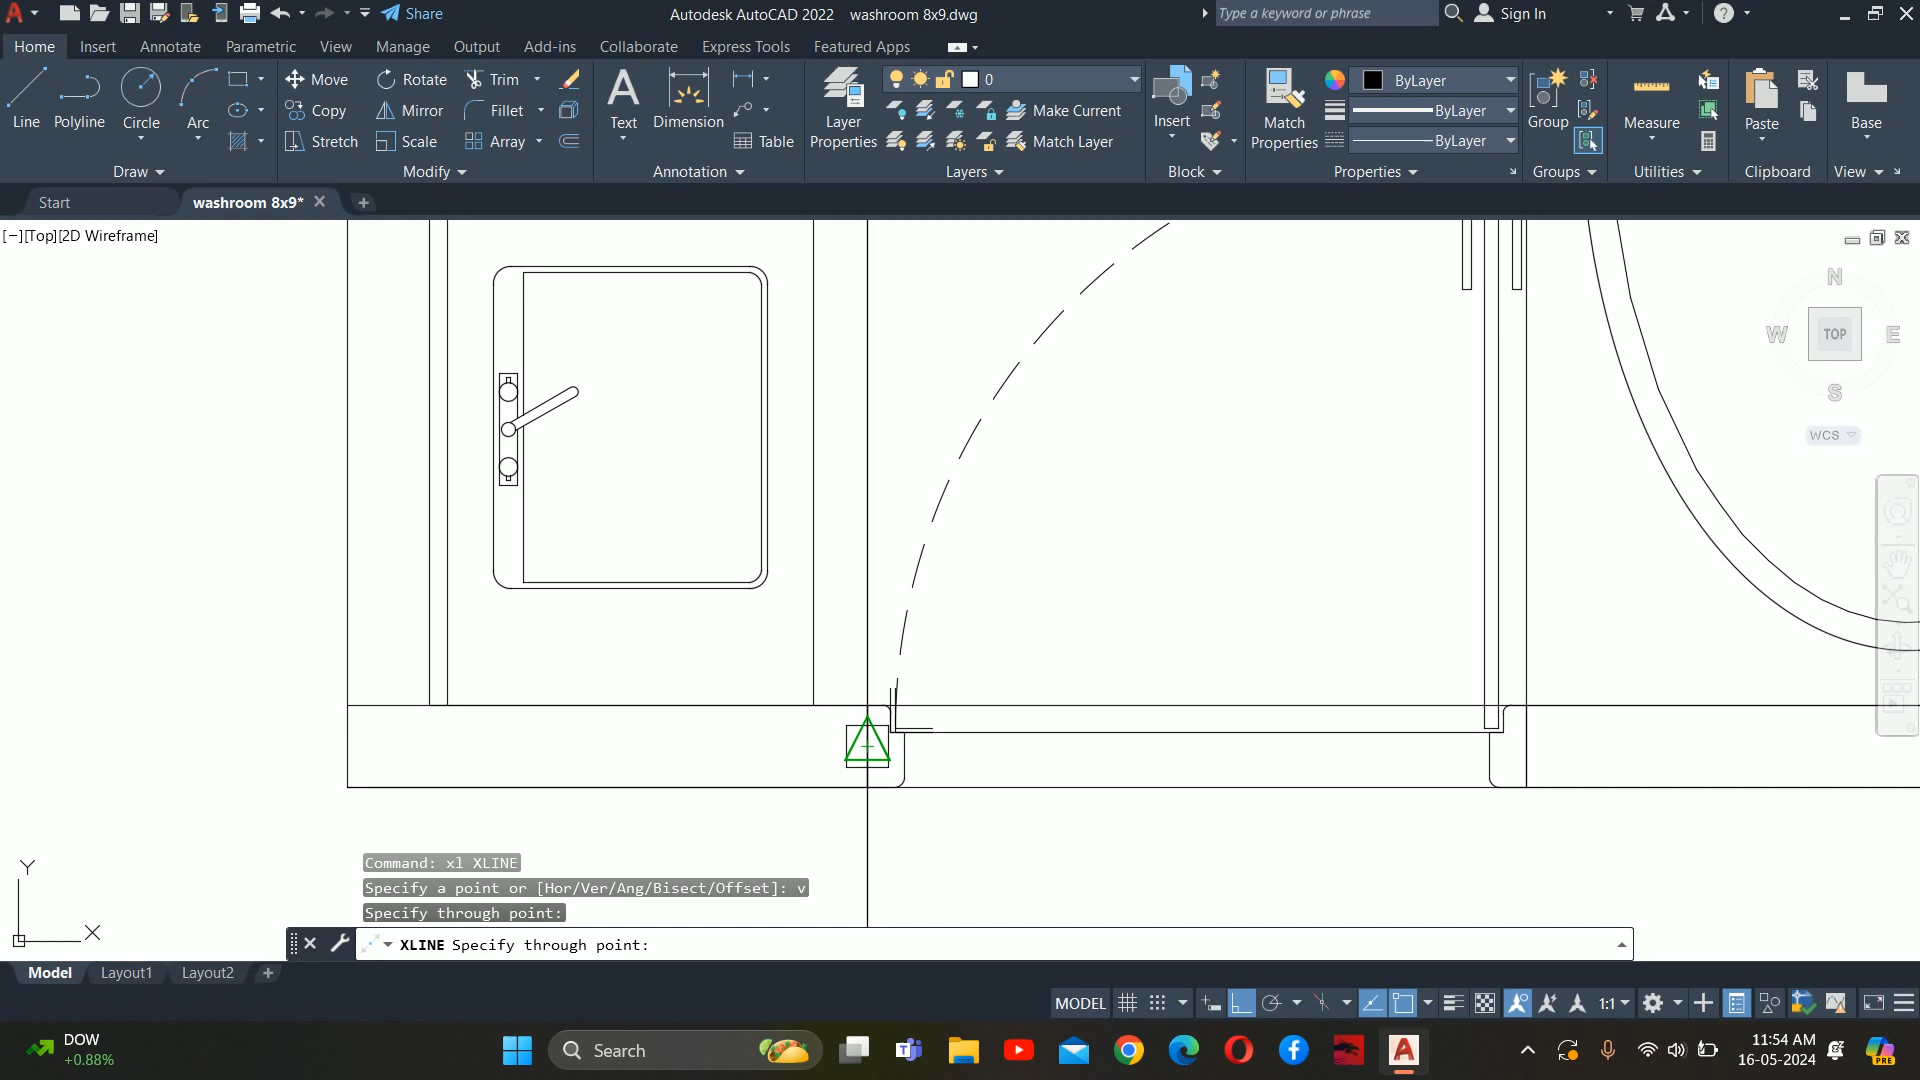 Share
Autodesk AutoCAD 2022 washroom 8x9.dwg
Type a keyword or phrase
Sign In
Home Insert Annotate Parametric View Manage Output Add-ins Collaborate Express Tools Featured Apps
Line Polyline Circle Arc
Move Rotate Trim
Copy Mirror Fillet
Stretch Scale Array
Text Dimension
Table
Layer Properties
0
Make Current
Match Layer
Insert
Match Properties
ByLayer
ByLayer
ByLayer
Group
Measure
Paste
Base
Draw Modify Annotation Layers Block Properties Groups Utilities Clipboard View
Start washroom 8x9*
[−][Top][2D Wireframe]
N
W TOP E
S
WCS
Command: xl XLINE
Specify a point or [Hor/Ver/Ang/Bisect/Offset]: v
Specify through point:
XLINE Specify through point:
Y
X
Model Layout1 Layout2
MODEL 1:1
DOW
+0.88%
Search
PRE
11:54 AM
16-05-2024